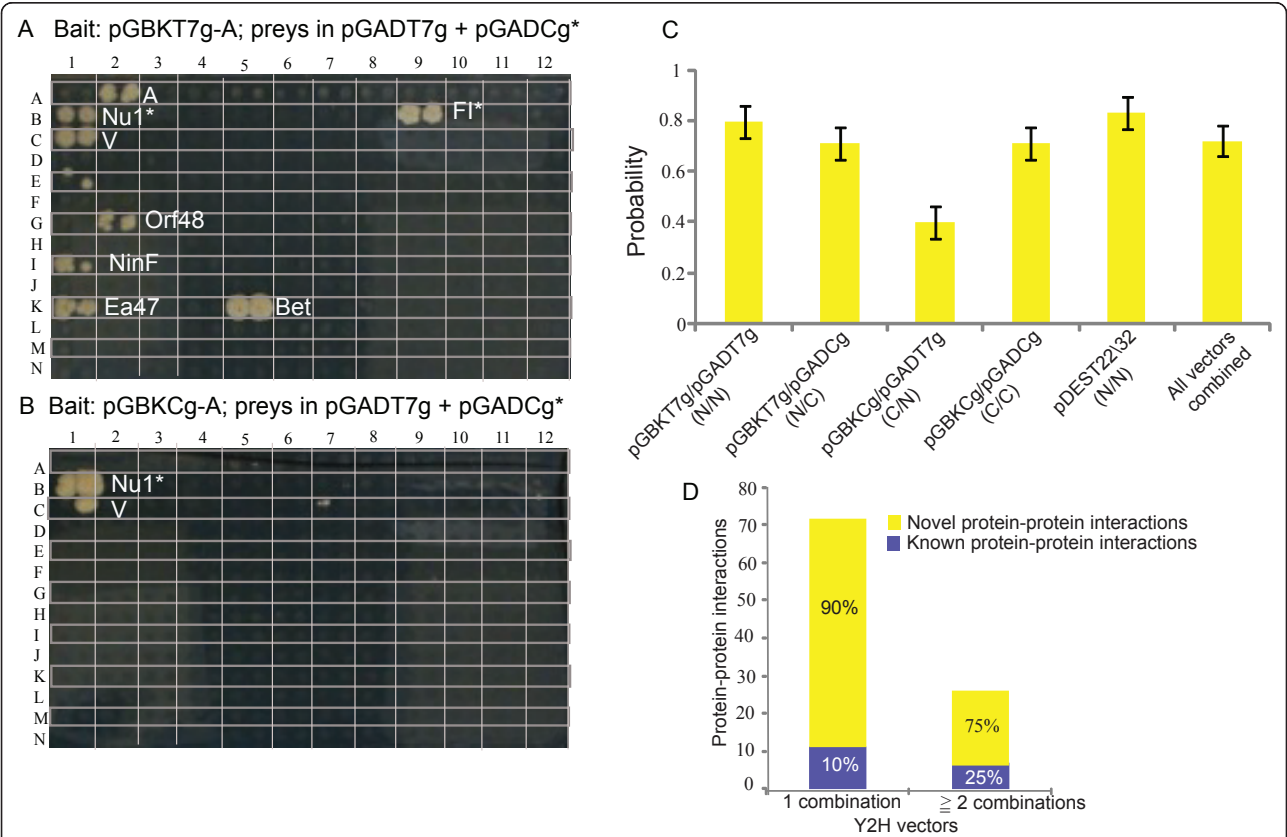 A Bait: pGBKT7g-A; preys in pGADT7g + pGADCg*
1 2 3 4 5 6 7 8 9 10 11 12
A
B
C
D
E
F
G
H
I
J
K
L
M
N
A
Nu1*
FI*
V
Orf48
NinF
Ea47
Bet
B Bait: pGBKCg-A; preys in pGADT7g + pGADCg*
1 2 3 4 5 6 7 8 9 10 11 12
A
B
C
D
E
F
G
H
I
J
K
L
M
N
Nu1*
V
C
Probability
1
0.8
0.6
0.4
0.2
0
pGBKT7g/pGADT7g
(N/N)
pGBKT7g/pGADCg
(N/C)
pGBKCg/pGADT7g
(C/N)
pGBKCg/pGADCg
(C/C)
pDEST22\32
(N/N)
All vectors
combined
D
Protein-protein interactions
80
70
60
50
40
30
20
10
0
Novel protein-protein interactions
Known protein-protein interactions
90%
10%
75%
25%
1 combination
≧ 2 combinations
Y2H vectors